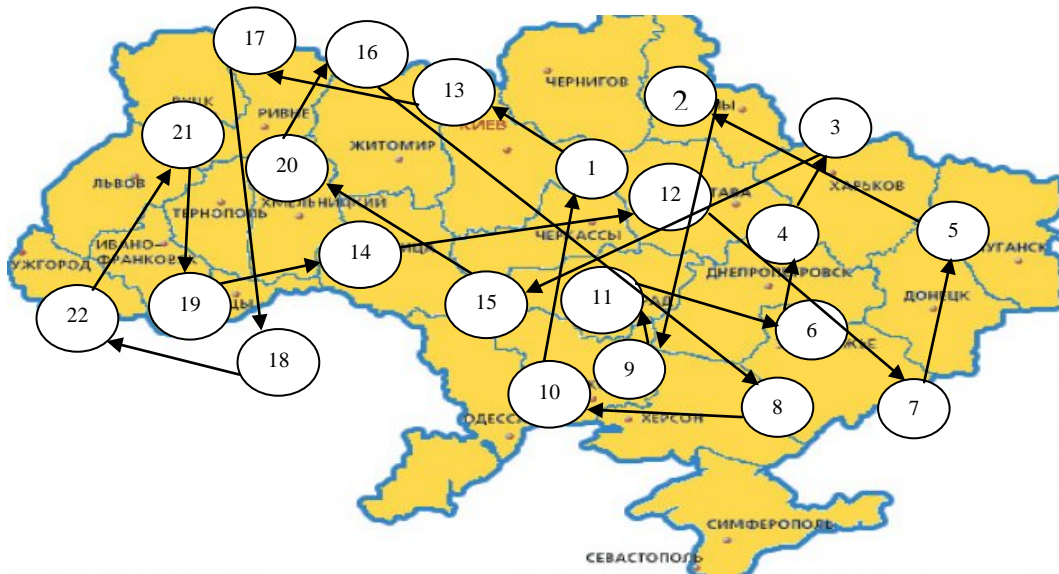 17
16
ЧЕРНИГОВ
13
2
3
РИВНЕ
КИЕВ
21
ЖИТОМИР
20
1
12
ХАРЬКОВ
ЛЬВОВ
ТЕРНОПОЛЬ
ХМЕЛЬНИЦКИЙ
ЧЕРКАССЫ
4
5
ИВАНО-
ФРАНКОВ
УЖГОРОД
14
ДНЕПРОПЕТРОВСК
19
15
11
ДОНЕЦК
22
6
18
9
10
8
7
ОДЕССА
ХЕРСОН
СИМФЕРОПОЛЬ
СЕВАСТОПОЛЬ